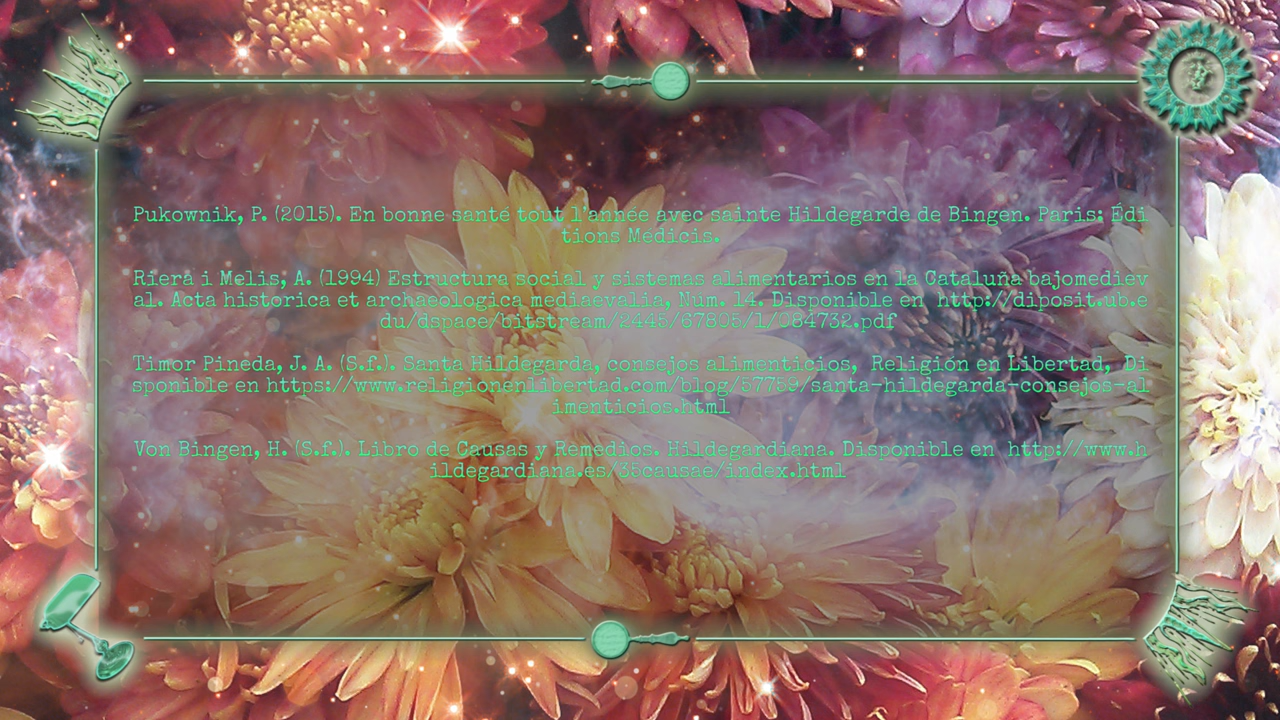 Pukownik, P. (2015). En bonne santé tout l'année avec sainte Hildegarde de Bingen. Paris: Édi
tions Médicis.
Riera i Melis, A. (1994) Estructura social y sistemas alimentarios en la Cataluña bajomediev
al. Acta historica et archaeologica mediaevalia, Núm. 14. Disponible en http://diposit.ub.e
du/dspace/bitstream/2445/67805/1/084732.pdf
Timor Pineda, J. A. (S.f.). Santa Hildegarda, consejos alimenticios, Religión en Libertad, Di
sponible en https://www.religionenlibertad.com/blog/57759/santa-hildegarda-consejos-al
imenticios.html
Von Bingen, H. (S.f.). Libro de Causas y Remedios. Hildegardiana. Disponible en http://www.h
ildegardiana.es/35causae/index.html